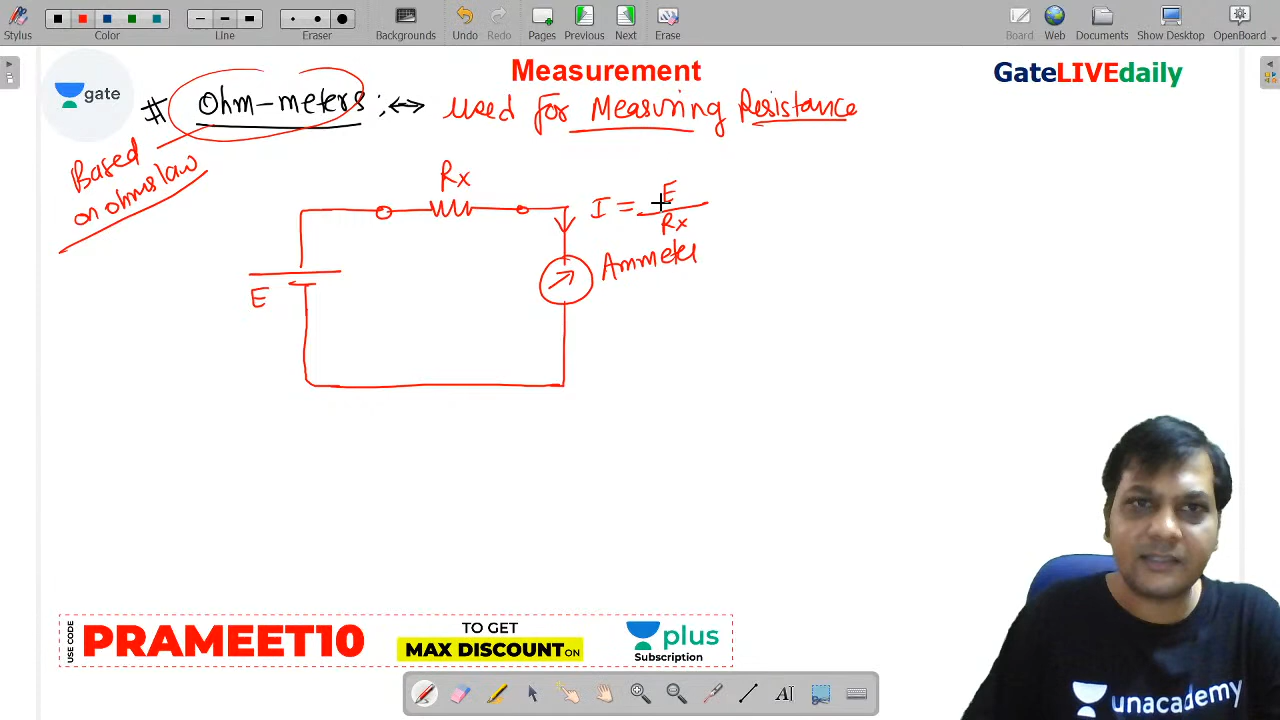 Stylus
Color
Line
Eraser
Backgrounds
Undo
Redo
Pages
Previous
Next
Erase
Board
Web
Documents
Show Desktop
OpenBoard
gate
Measurement
GateLIVEdaily
# Ohm-meters : ↔ Used for Measuring Resistance
Based
on ohms law
Rx
I = E
Rx
Ammeter
E
USE CODE
PRAMEET10
TO GET
MAX DISCOUNT ON
plus
Subscription
unacademy